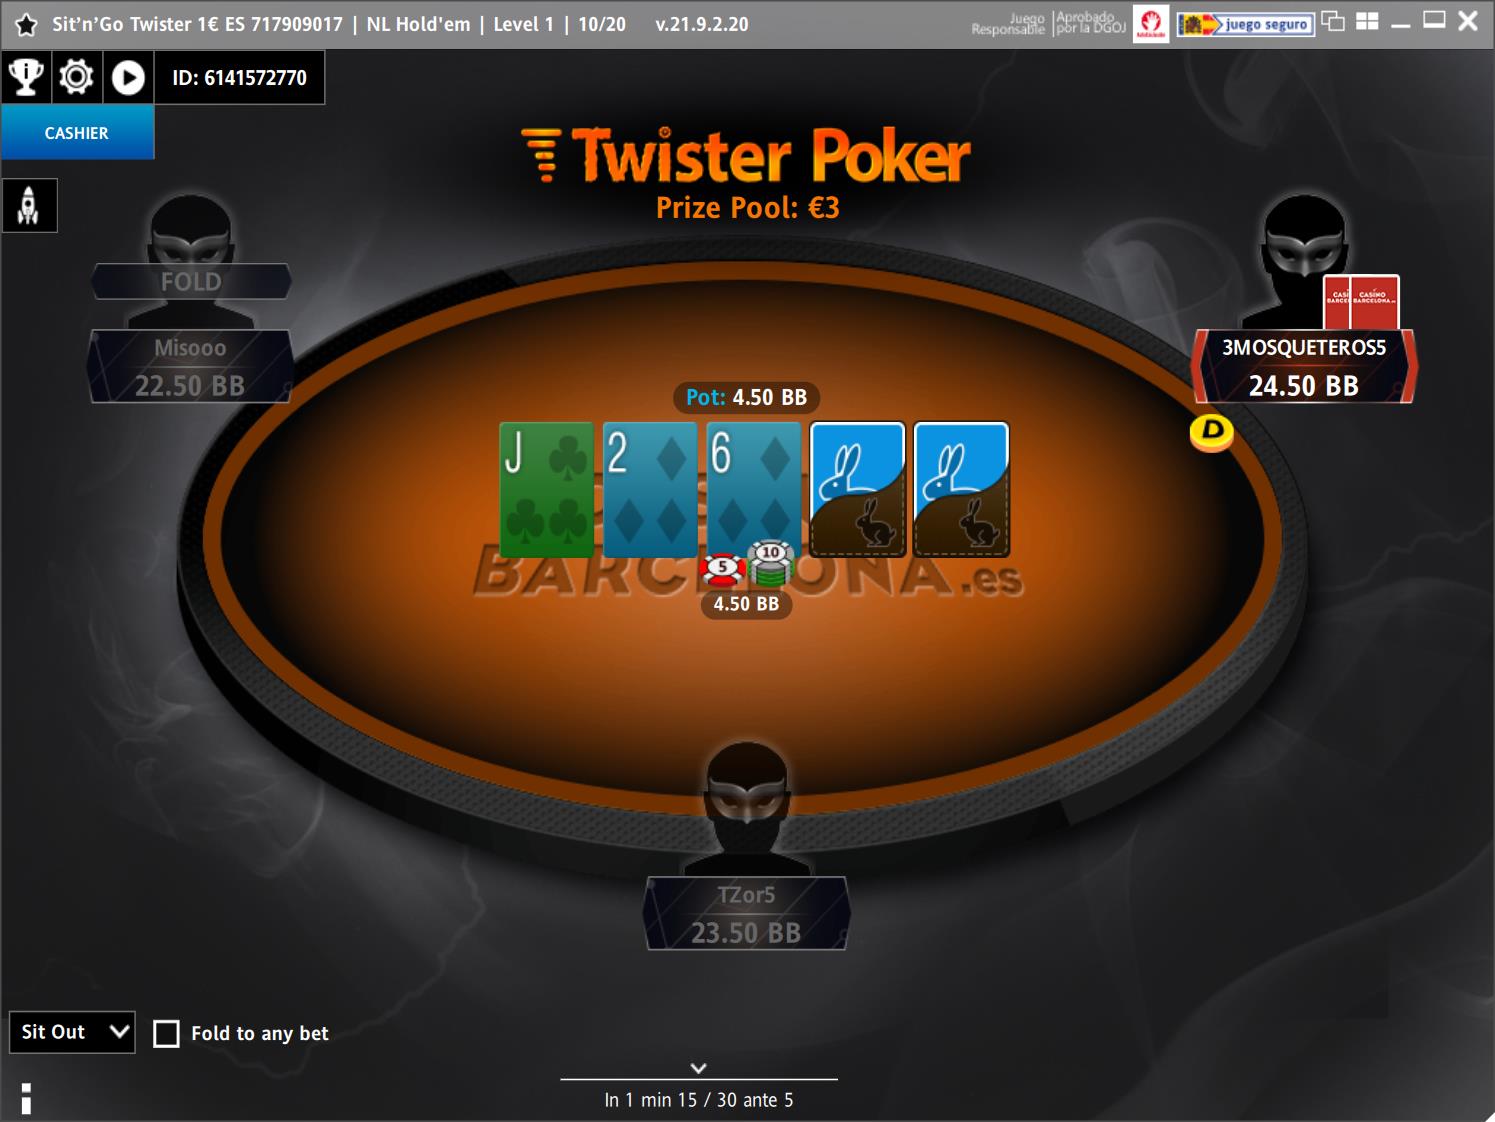 Sit'n'Go Twister 1€ ES 717909017 | NL Hold'em | Level 1 | 10/20 v.21.9.2.20
Juego Responsable
Aprobado por la DGOJ
juego seguro
ID: 6141572770
CASHIER
Twister Poker
Prize Pool: €3
FOLD
Misooo
22.50 BB
CASINO BARCELONA.es
3MOSQUETEROS5
24.50 BB
D
Pot: 4.50 BB
J
2
6
5
10
BARCELONA.es
4.50 BB
TZor5
23.50 BB
Sit Out
Fold to any bet
In 1 min 15 / 30 ante 5